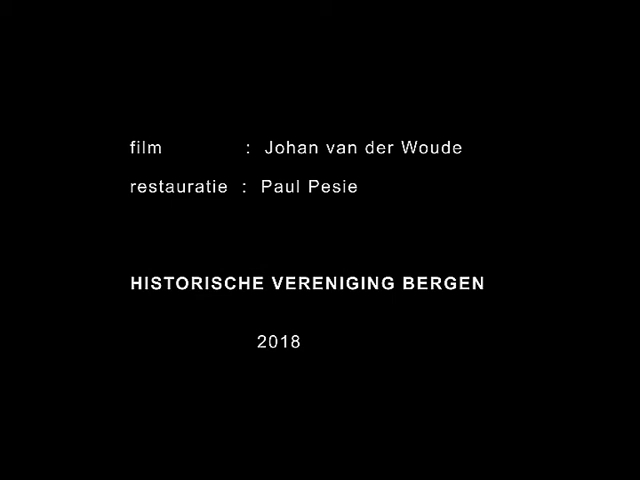 film : Johan van der Woude
restauratie : Paul Pesie
HISTORISCHE VERENIGING BERGEN
2018